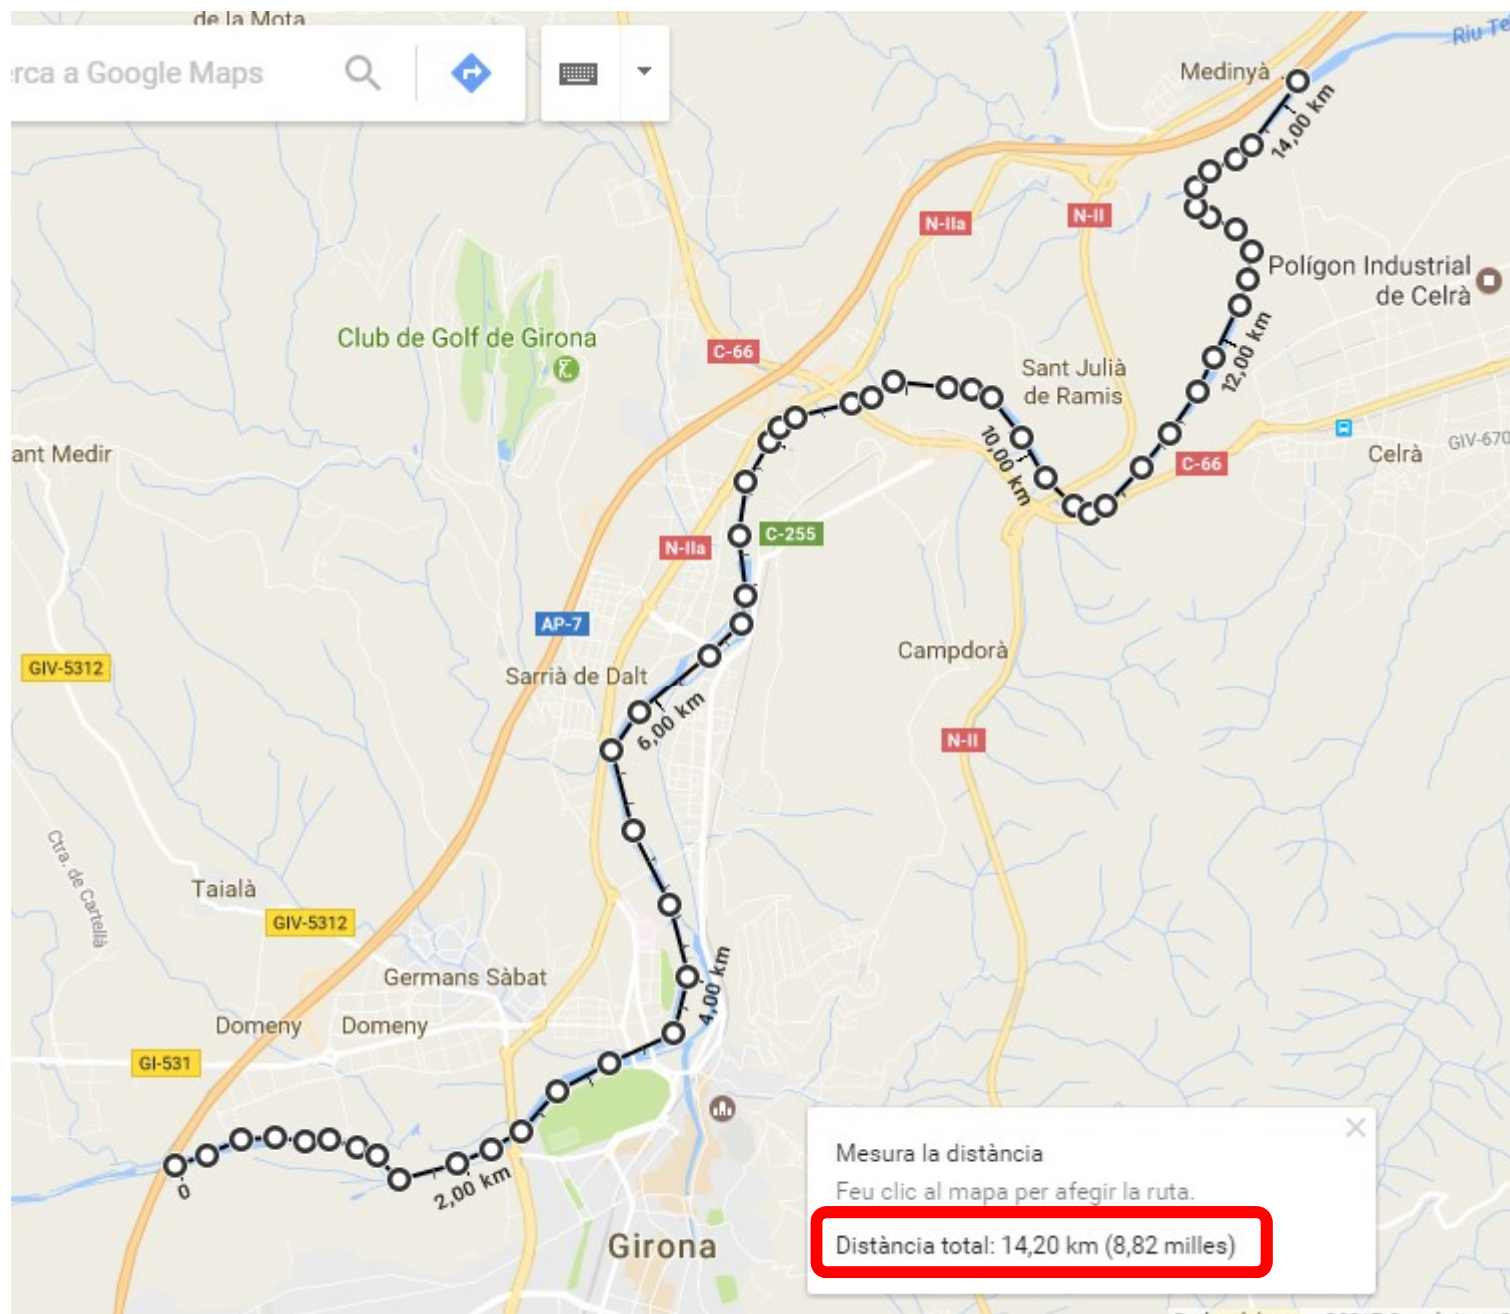 de la Mota
rca a Google Maps
Riu Te
Medinyà
14,00 km
N-IIa
N-II
Polígon Industrial
de Celrà
Club de Golf de Girona
C-66
12,00 km
Sant Julià
de Ramis
ant Medir
10,00 km
C-66
Celrà
GIV-670
N-IIa
C-255
AP-7
Campdorà
GIV-5312
Sarrià de Dalt
6,00 km
N-II
Ctra. de Cartellà
Taialà
GIV-5312
4,00 km
Germans Sàbat
Domeny
Domeny
GI-531
0
2,00 km
Girona
Mesura la distància
Feu clic al mapa per afegir la ruta.
Distància total: 14,20 km (8,82 milles)